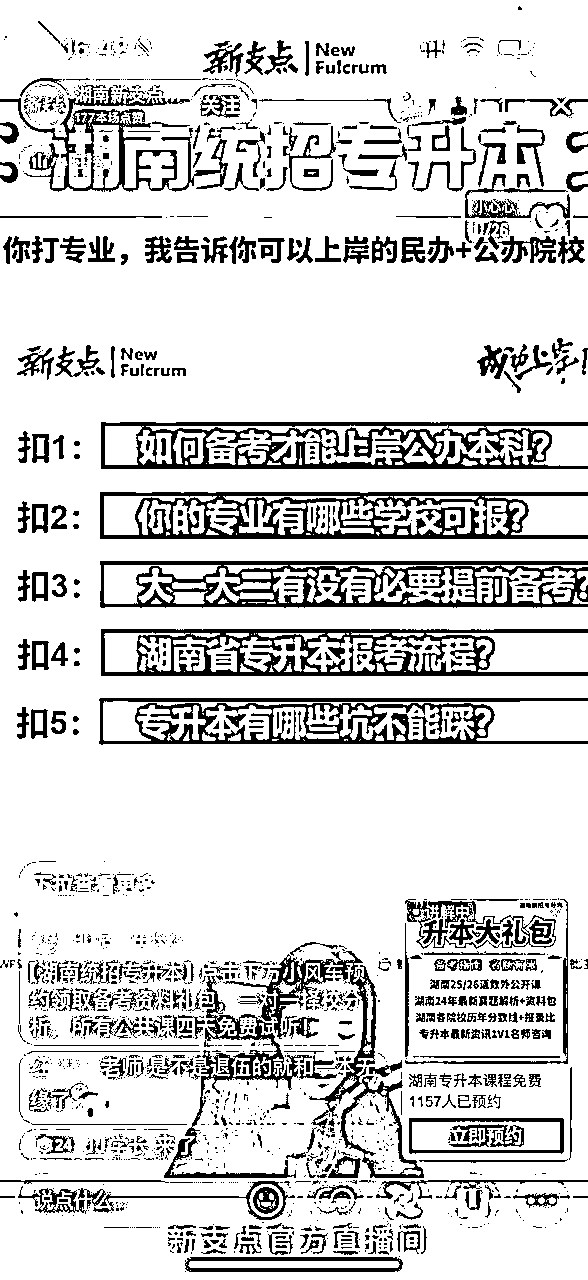 新支点 New Fulcrum
湖南新支点
177本场点赞
关注
湖南统招专升本
你打专业，我告诉你可以上岸的民办+公办院校
新支点 New Fulcrum
扣1： 如何备考才能上岸公办本科？
扣2： 你的专业有哪些学校可报？
扣3： 大一大二有没有必要提前备考？
扣4： 湖南省专升本报考流程？
扣5： 专升本有哪些坑不能踩？
讲解中
升本大礼包
湖南25/26届校外公开课
湖南24年最新真题解析+资料包
湖南各院校历年分数线+报录比
专升本最新资讯1V1名师咨询
【湖南统招专升本】点击下方小风车预
约领取备考资料礼包，一对一择校分
析，所有公共课四大免费试听！
老师 是不是退伍的就和一本无
缘了
湖南专升本课程免费
1157人已预约
立即预约
24
来了
说点什么...
新支点官方直播间